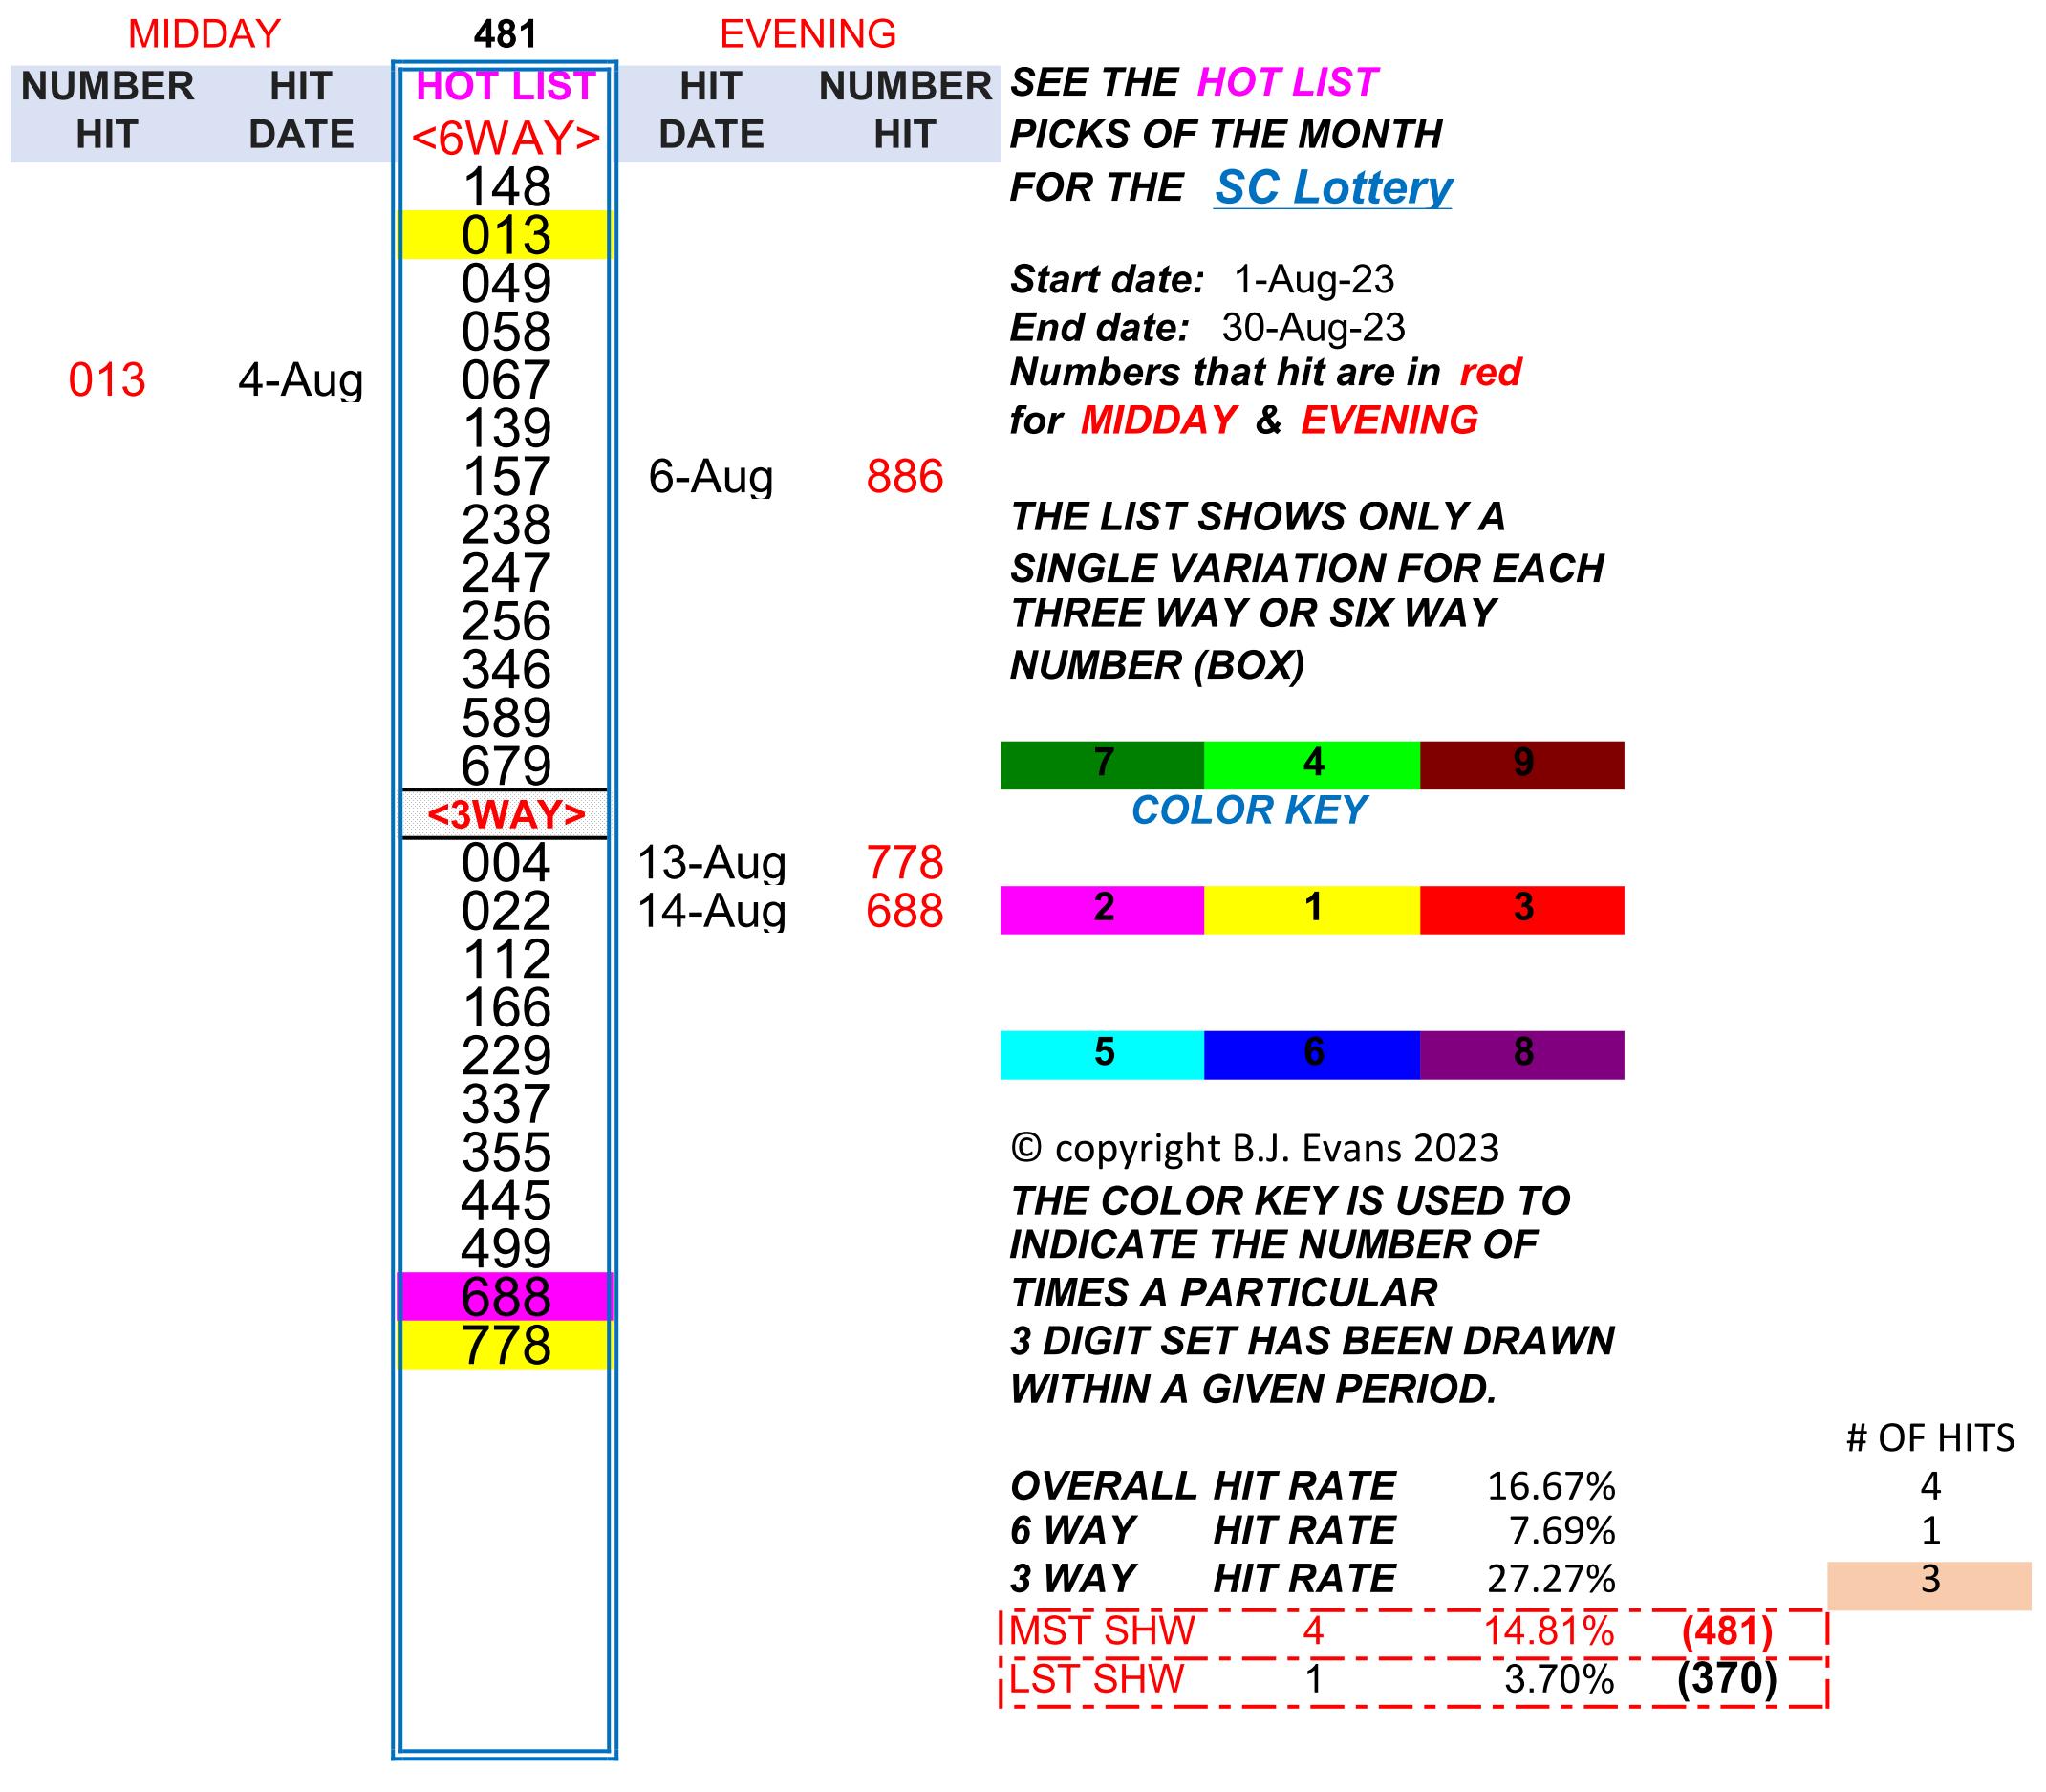 MIDDAY 481 EVENING
NUMBER HIT HOT LIST HIT NUMBER
HIT DATE <6WAY> DATE HIT
148
013
049
058
013 4-Aug 067
139
157 6-Aug 886
238
247
256
346
589
679
<3WAY>
004 13-Aug 778
022 14-Aug 688
112
166
229
337
355
445
499
688
778
SEE THE HOT LIST
PICKS OF THE MONTH
FOR THE SC Lottery
Start date: 1-Aug-23
End date: 30-Aug-23
Numbers that hit are in red
for MIDDAY & EVENING
THE LIST SHOWS ONLY A
SINGLE VARIATION FOR EACH
THREE WAY OR SIX WAY
NUMBER (BOX)
7 4 9
COLOR KEY
2 1 3
5 6 8
© copyright B.J. Evans 2023
THE COLOR KEY IS USED TO
INDICATE THE NUMBER OF
TIMES A PARTICULAR
3 DIGIT SET HAS BEEN DRAWN
WITHIN A GIVEN PERIOD.
# OF HITS
OVERALL HIT RATE 16.67% 4
6 WAY HIT RATE 7.69% 1
3 WAY HIT RATE 27.27% 3
MST SHW 4 14.81% (481)
LST SHW 1 3.70% (370)